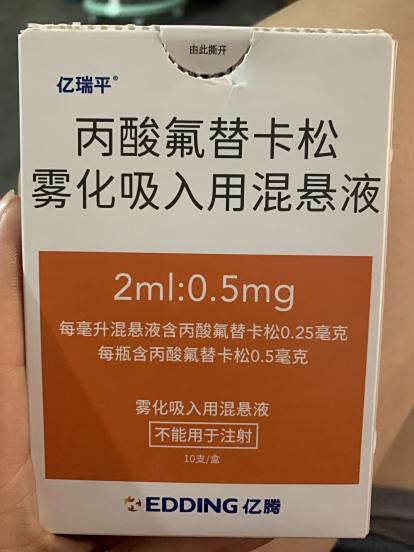 由此撕开
亿瑞平®
丙酸氟替卡松
雾化吸入用混悬液
2ml:0.5mg
每毫升混悬液含丙酸氟替卡松0.25毫克
每瓶含丙酸氟替卡松0.5毫克
雾化吸入用混悬液
不能用于注射
10支/盒
EDDING 亿腾